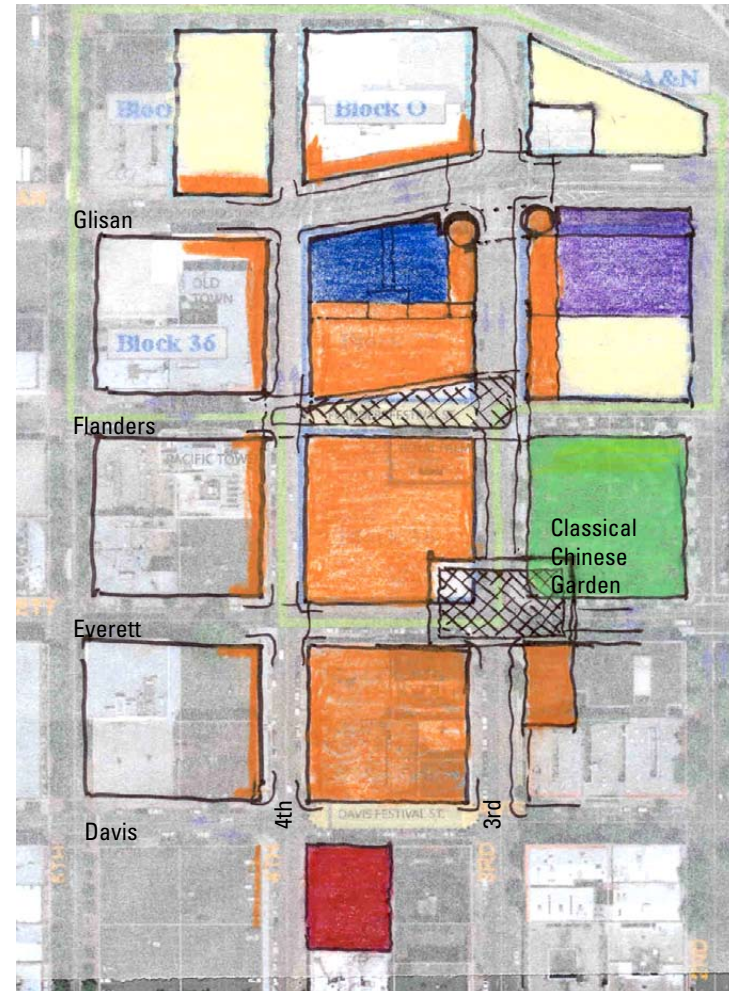 Block O
A&N
Glisan
OLD
TOWN
Block 36
Flanders
PACIFIC TOW
Classical
Chinese
Garden
Everett
4th
3rd
DAVIS FESTIVAL ST.
Davis